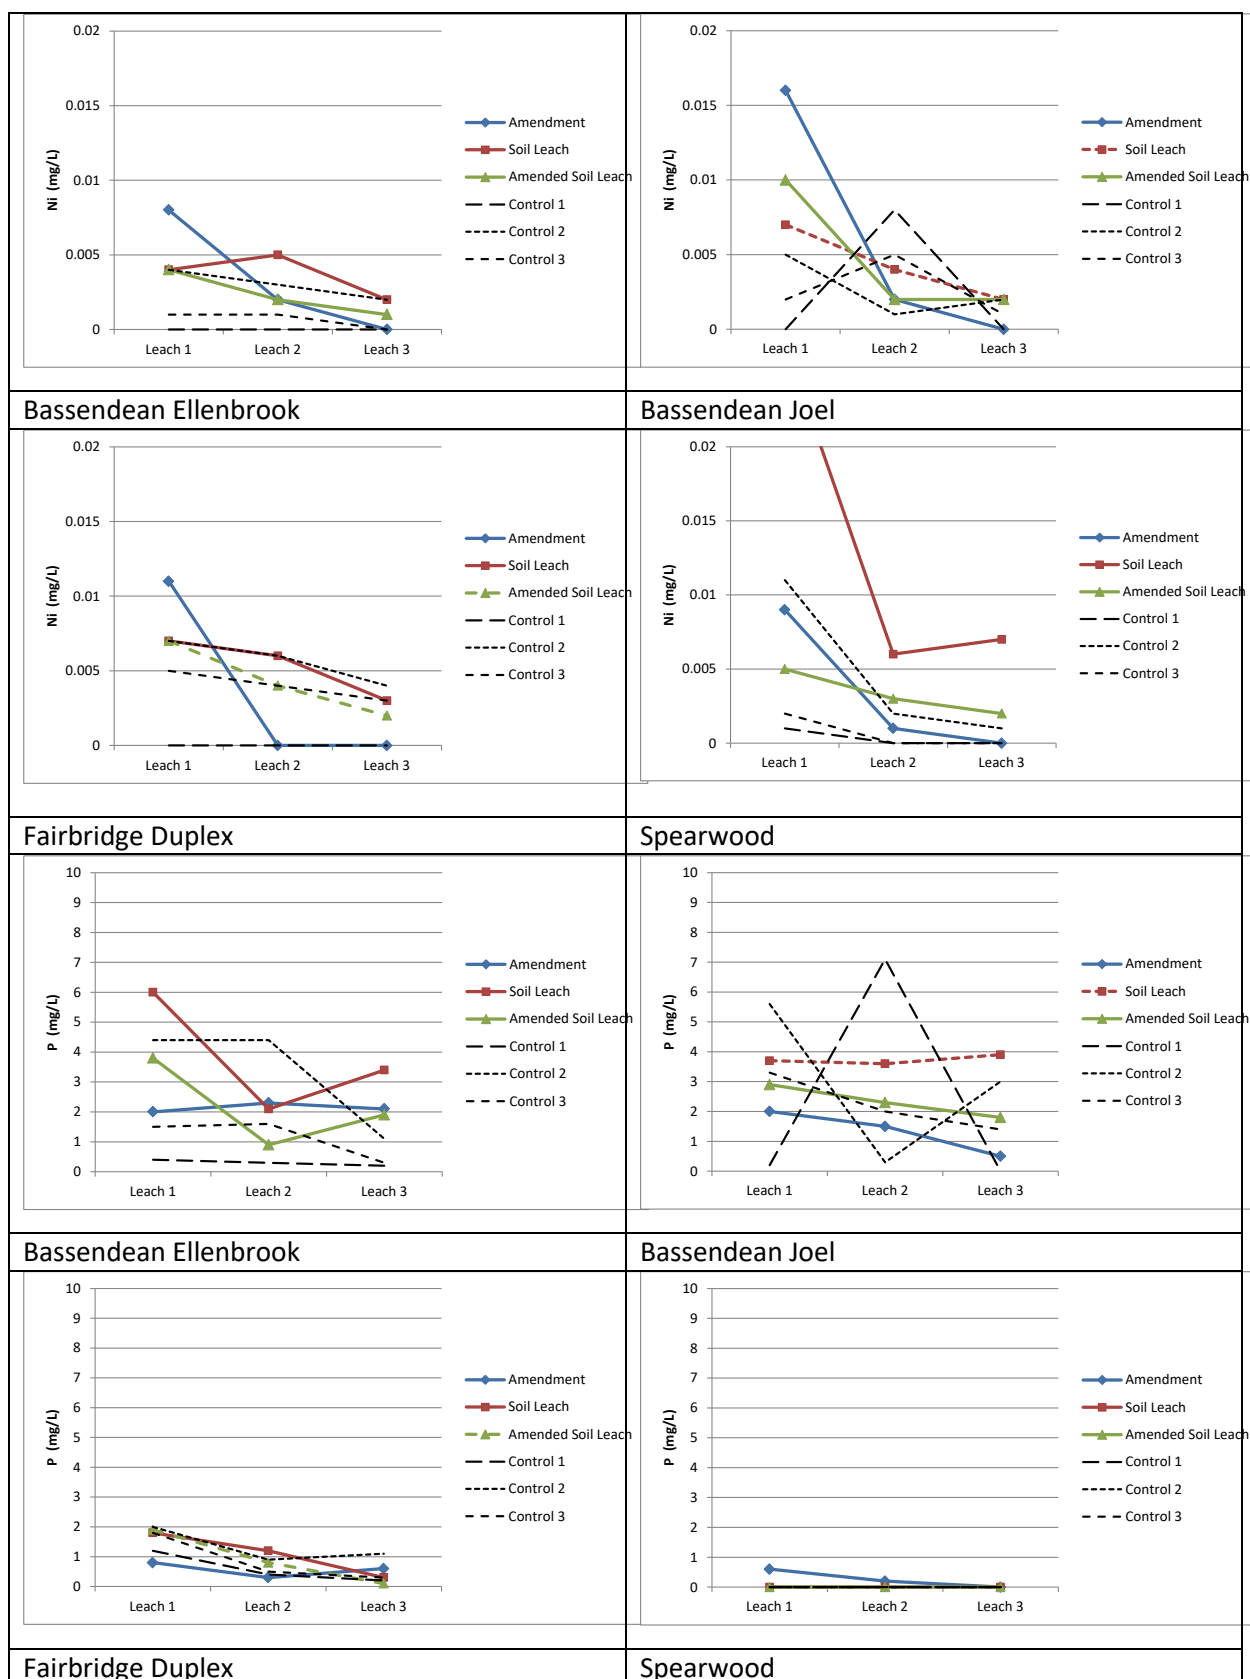 0.02
0.015
0.01
0.005
0
Ni (mg/L)
Leach 1 Leach 2 Leach 3
Amendment
Soil Leach
Amended Soil Leach
Control 1
Control 2
Control 3
0.02
0.015
0.01
0.005
0
Ni (mg/L)
Leach 1 Leach 2 Leach 3
Amendment
Soil Leach
Amended Soil Leach
Control 1
Control 2
Control 3
Bassendean Ellenbrook
Bassendean Joel
0.02
0.015
0.01
0.005
0
Ni (mg/L)
Leach 1 Leach 2 Leach 3
Amendment
Soil Leach
Amended Soil Leach
Control 1
Control 2
Control 3
0.02
0.015
0.01
0.005
0
Ni (mg/L)
Leach 1 Leach 2 Leach 3
Amendment
Soil Leach
Amended Soil Leach
Control 1
Control 2
Control 3
Fairbridge Duplex
Spearwood
10
9
8
7
6
5
4
3
2
1
0
P (mg/L)
Leach 1 Leach 2 Leach 3
Amendment
Soil Leach
Amended Soil Leach
Control 1
Control 2
Control 3
10
9
8
7
6
5
4
3
2
1
0
P (mg/L)
Leach 1 Leach 2 Leach 3
Amendment
Soil Leach
Amended Soil Leach
Control 1
Control 2
Control 3
Bassendean Ellenbrook
Bassendean Joel
10
9
8
7
6
5
4
3
2
1
0
P (mg/L)
Leach 1 Leach 2 Leach 3
Amendment
Soil Leach
Amended Soil Leach
Control 1
Control 2
Control 3
10
9
8
7
6
5
4
3
2
1
0
P (mg/L)
Leach 1 Leach 2 Leach 3
Amendment
Soil Leach
Amended Soil Leach
Control 1
Control 2
Control 3
Fairbridge Duplex
Spearwood